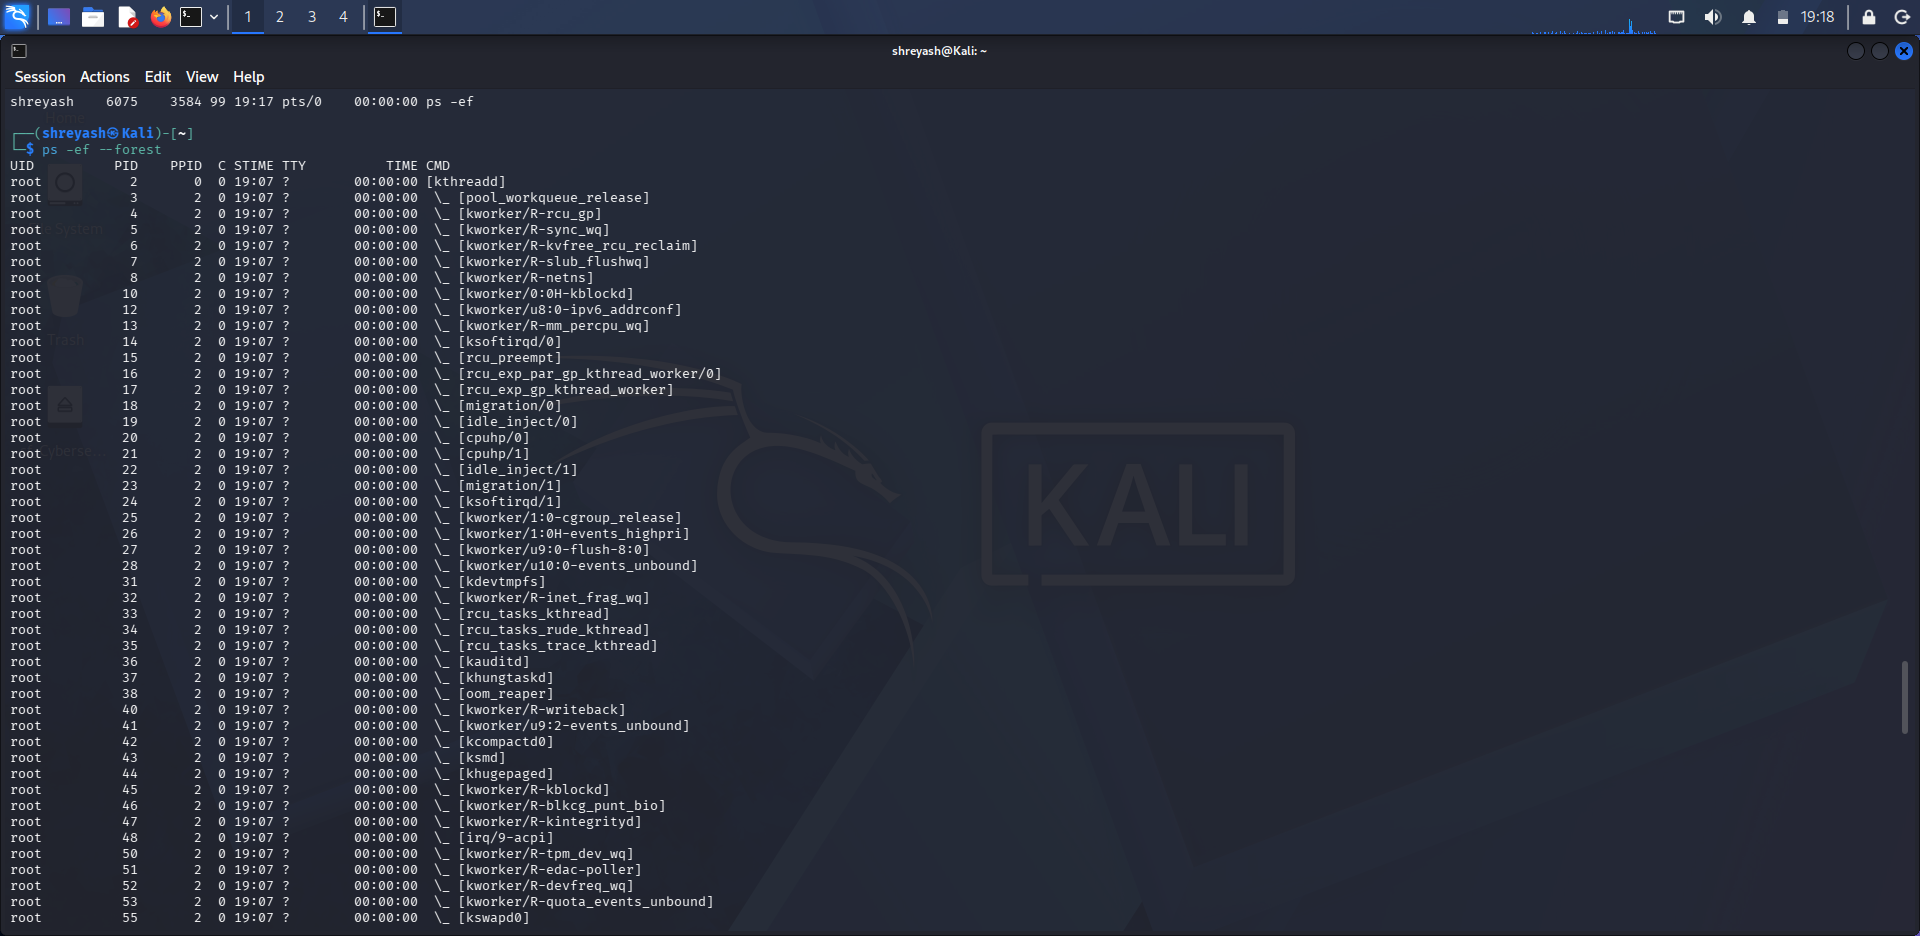 1 2 3 4 19:18
shreyash@Kali: ~
Session Actions Edit View Help
shreyash    6075    3584 99 19:17 pts/0    00:00:00 ps -ef
Home
┌──(shreyash㉿Kali)-[~]
└─$ ps -ef --forest
UID          PID    PPID  C STIME TTY          TIME CMD
root           2       0  0 19:07 ?        00:00:00 [kthreadd]
root           3       2  0 19:07 ?        00:00:00  \_ [pool_workqueue_release]
root           4       2  0 19:07 ?        00:00:00  \_ [kworker/R-rcu_gp]
root           5       2  0 19:07 ?        00:00:00  \_ [kworker/R-sync_wq]
root           6       2  0 19:07 ?        00:00:00  \_ [kworker/R-kvfree_rcu_reclaim]
root           7       2  0 19:07 ?        00:00:00  \_ [kworker/R-slub_flushwq]
root           8       2  0 19:07 ?        00:00:00  \_ [kworker/R-netns]
root          10       2  0 19:07 ?        00:00:00  \_ [kworker/0:0H-kblockd]
root          12       2  0 19:07 ?        00:00:00  \_ [kworker/u8:0-ipv6_addrconf]
root          13       2  0 19:07 ?        00:00:00  \_ [kworker/R-mm_percpu_wq]
root          14       2  0 19:07 ?        00:00:00  \_ [ksoftirqd/0]
root          15       2  0 19:07 ?        00:00:00  \_ [rcu_preempt]
root          16       2  0 19:07 ?        00:00:00  \_ [rcu_exp_par_gp_kthread_worker/0]
root          17       2  0 19:07 ?        00:00:00  \_ [rcu_exp_gp_kthread_worker]
root          18       2  0 19:07 ?        00:00:00  \_ [migration/0]
root          19       2  0 19:07 ?        00:00:00  \_ [idle_inject/0]
root          20       2  0 19:07 ?        00:00:00  \_ [cpuhp/0]
root          21       2  0 19:07 ?        00:00:00  \_ [cpuhp/1]
root          22       2  0 19:07 ?        00:00:00  \_ [idle_inject/1]
root          23       2  0 19:07 ?        00:00:00  \_ [migration/1]
root          24       2  0 19:07 ?        00:00:00  \_ [ksoftirqd/1]
root          25       2  0 19:07 ?        00:00:00  \_ [kworker/1:0-cgroup_release]
root          26       2  0 19:07 ?        00:00:00  \_ [kworker/1:0H-events_highpri]
root          27       2  0 19:07 ?        00:00:00  \_ [kworker/u9:0-flush-8:0]
root          28       2  0 19:07 ?        00:00:00  \_ [kworker/u10:0-events_unbound]
root          31       2  0 19:07 ?        00:00:00  \_ [kdevtmpfs]
root          32       2  0 19:07 ?        00:00:00  \_ [kworker/R-inet_frag_wq]
root          33       2  0 19:07 ?        00:00:00  \_ [rcu_tasks_kthread]
root          34       2  0 19:07 ?        00:00:00  \_ [rcu_tasks_rude_kthread]
root          35       2  0 19:07 ?        00:00:00  \_ [rcu_tasks_trace_kthread]
root          36       2  0 19:07 ?        00:00:00  \_ [kauditd]
root          37       2  0 19:07 ?        00:00:00  \_ [khungtaskd]
root          38       2  0 19:07 ?        00:00:00  \_ [oom_reaper]
root          40       2  0 19:07 ?        00:00:00  \_ [kworker/R-writeback]
root          41       2  0 19:07 ?        00:00:00  \_ [kworker/u9:2-events_unbound]
root          42       2  0 19:07 ?        00:00:00  \_ [kcompactd0]
root          43       2  0 19:07 ?        00:00:00  \_ [ksmd]
root          44       2  0 19:07 ?        00:00:00  \_ [khugepaged]
root          45       2  0 19:07 ?        00:00:00  \_ [kworker/R-kblockd]
root          46       2  0 19:07 ?        00:00:00  \_ [kworker/R-blkcg_punt_bio]
root          47       2  0 19:07 ?        00:00:00  \_ [kworker/R-kintegrityd]
root          48       2  0 19:07 ?        00:00:00  \_ [irq/9-acpi]
root          50       2  0 19:07 ?        00:00:00  \_ [kworker/R-tpm_dev_wq]
root          51       2  0 19:07 ?        00:00:00  \_ [kworker/R-edac-poller]
root          52       2  0 19:07 ?        00:00:00  \_ [kworker/R-devfreq_wq]
root          53       2  0 19:07 ?        00:00:00  \_ [kworker/R-quota_events_unbound]
root          55       2  0 19:07 ?        00:00:00  \_ [kswapd0]
System
Trash
KALI